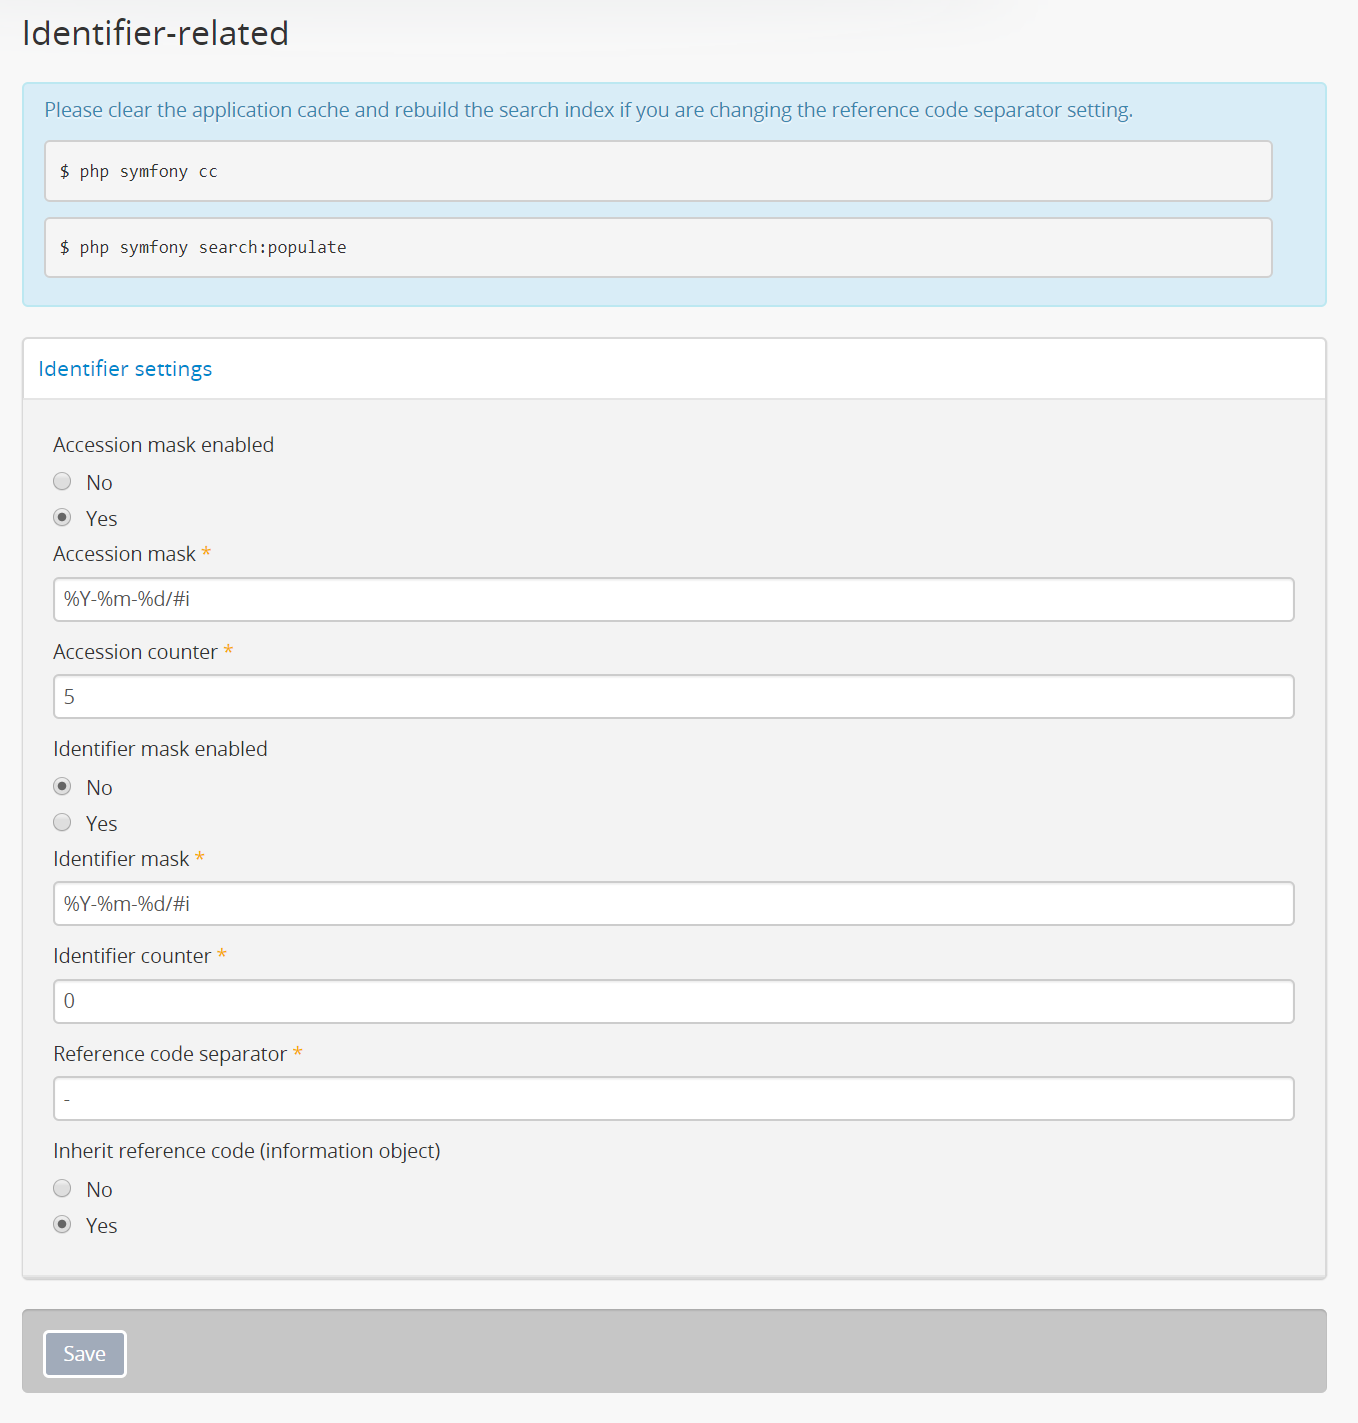 Identifier-related
Please clear the application cache and rebuild the search index if you are changing the reference code separator setting.
$ php symfony cc
$ php symfony search:populate
Identifier settings
Accession mask enabled
No
Yes
Accession mask *
%Y-%m-%d/#i
Accession counter *
5
Identifier mask enabled
No
Yes
Identifier mask *
%Y-%m-%d/#i
Identifier counter *
0
Reference code separator *
-
Inherit reference code (information object)
No
Yes
Save